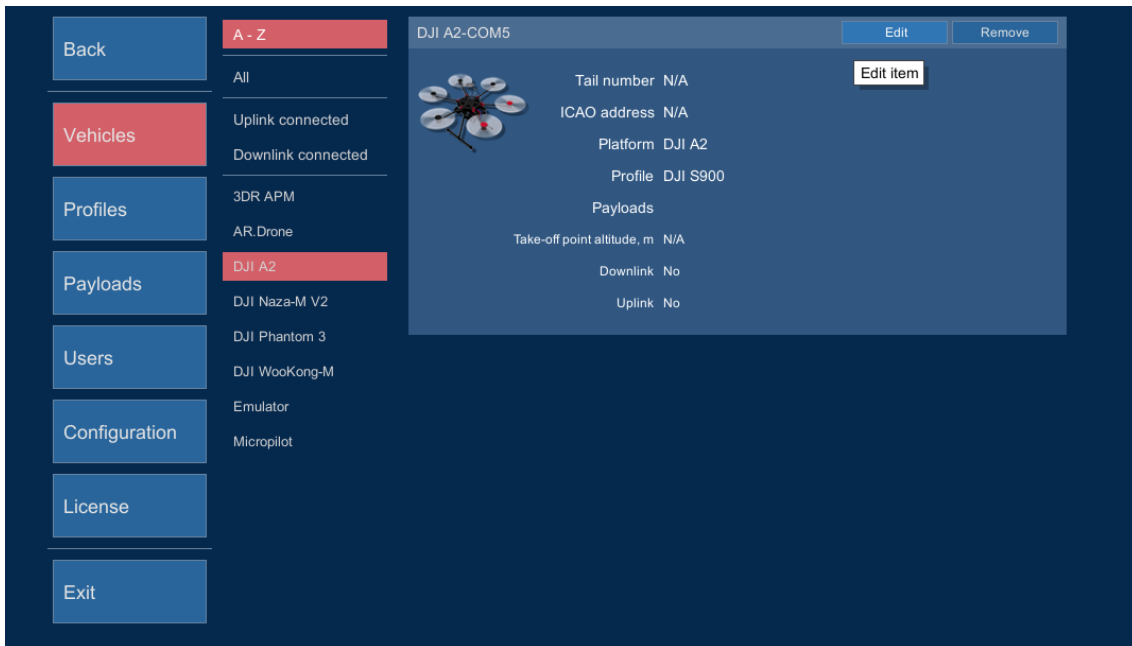 Back
Vehicles
Profiles
Payloads
Users
Configuration
License
Exit
A - Z
All
Uplink connected
Downlink connected
3DR APM
AR.Drone
DJI A2
DJI Naza-M V2
DJI Phantom 3
DJI WooKong-M
Emulator
Micropilot
DJI A2-COM5 Edit Remove
Edit item
Tail number N/A
ICAO address N/A
Platform DJI A2
Profile DJI S900
Payloads
Take-off point altitude, m N/A
Downlink No
Uplink No